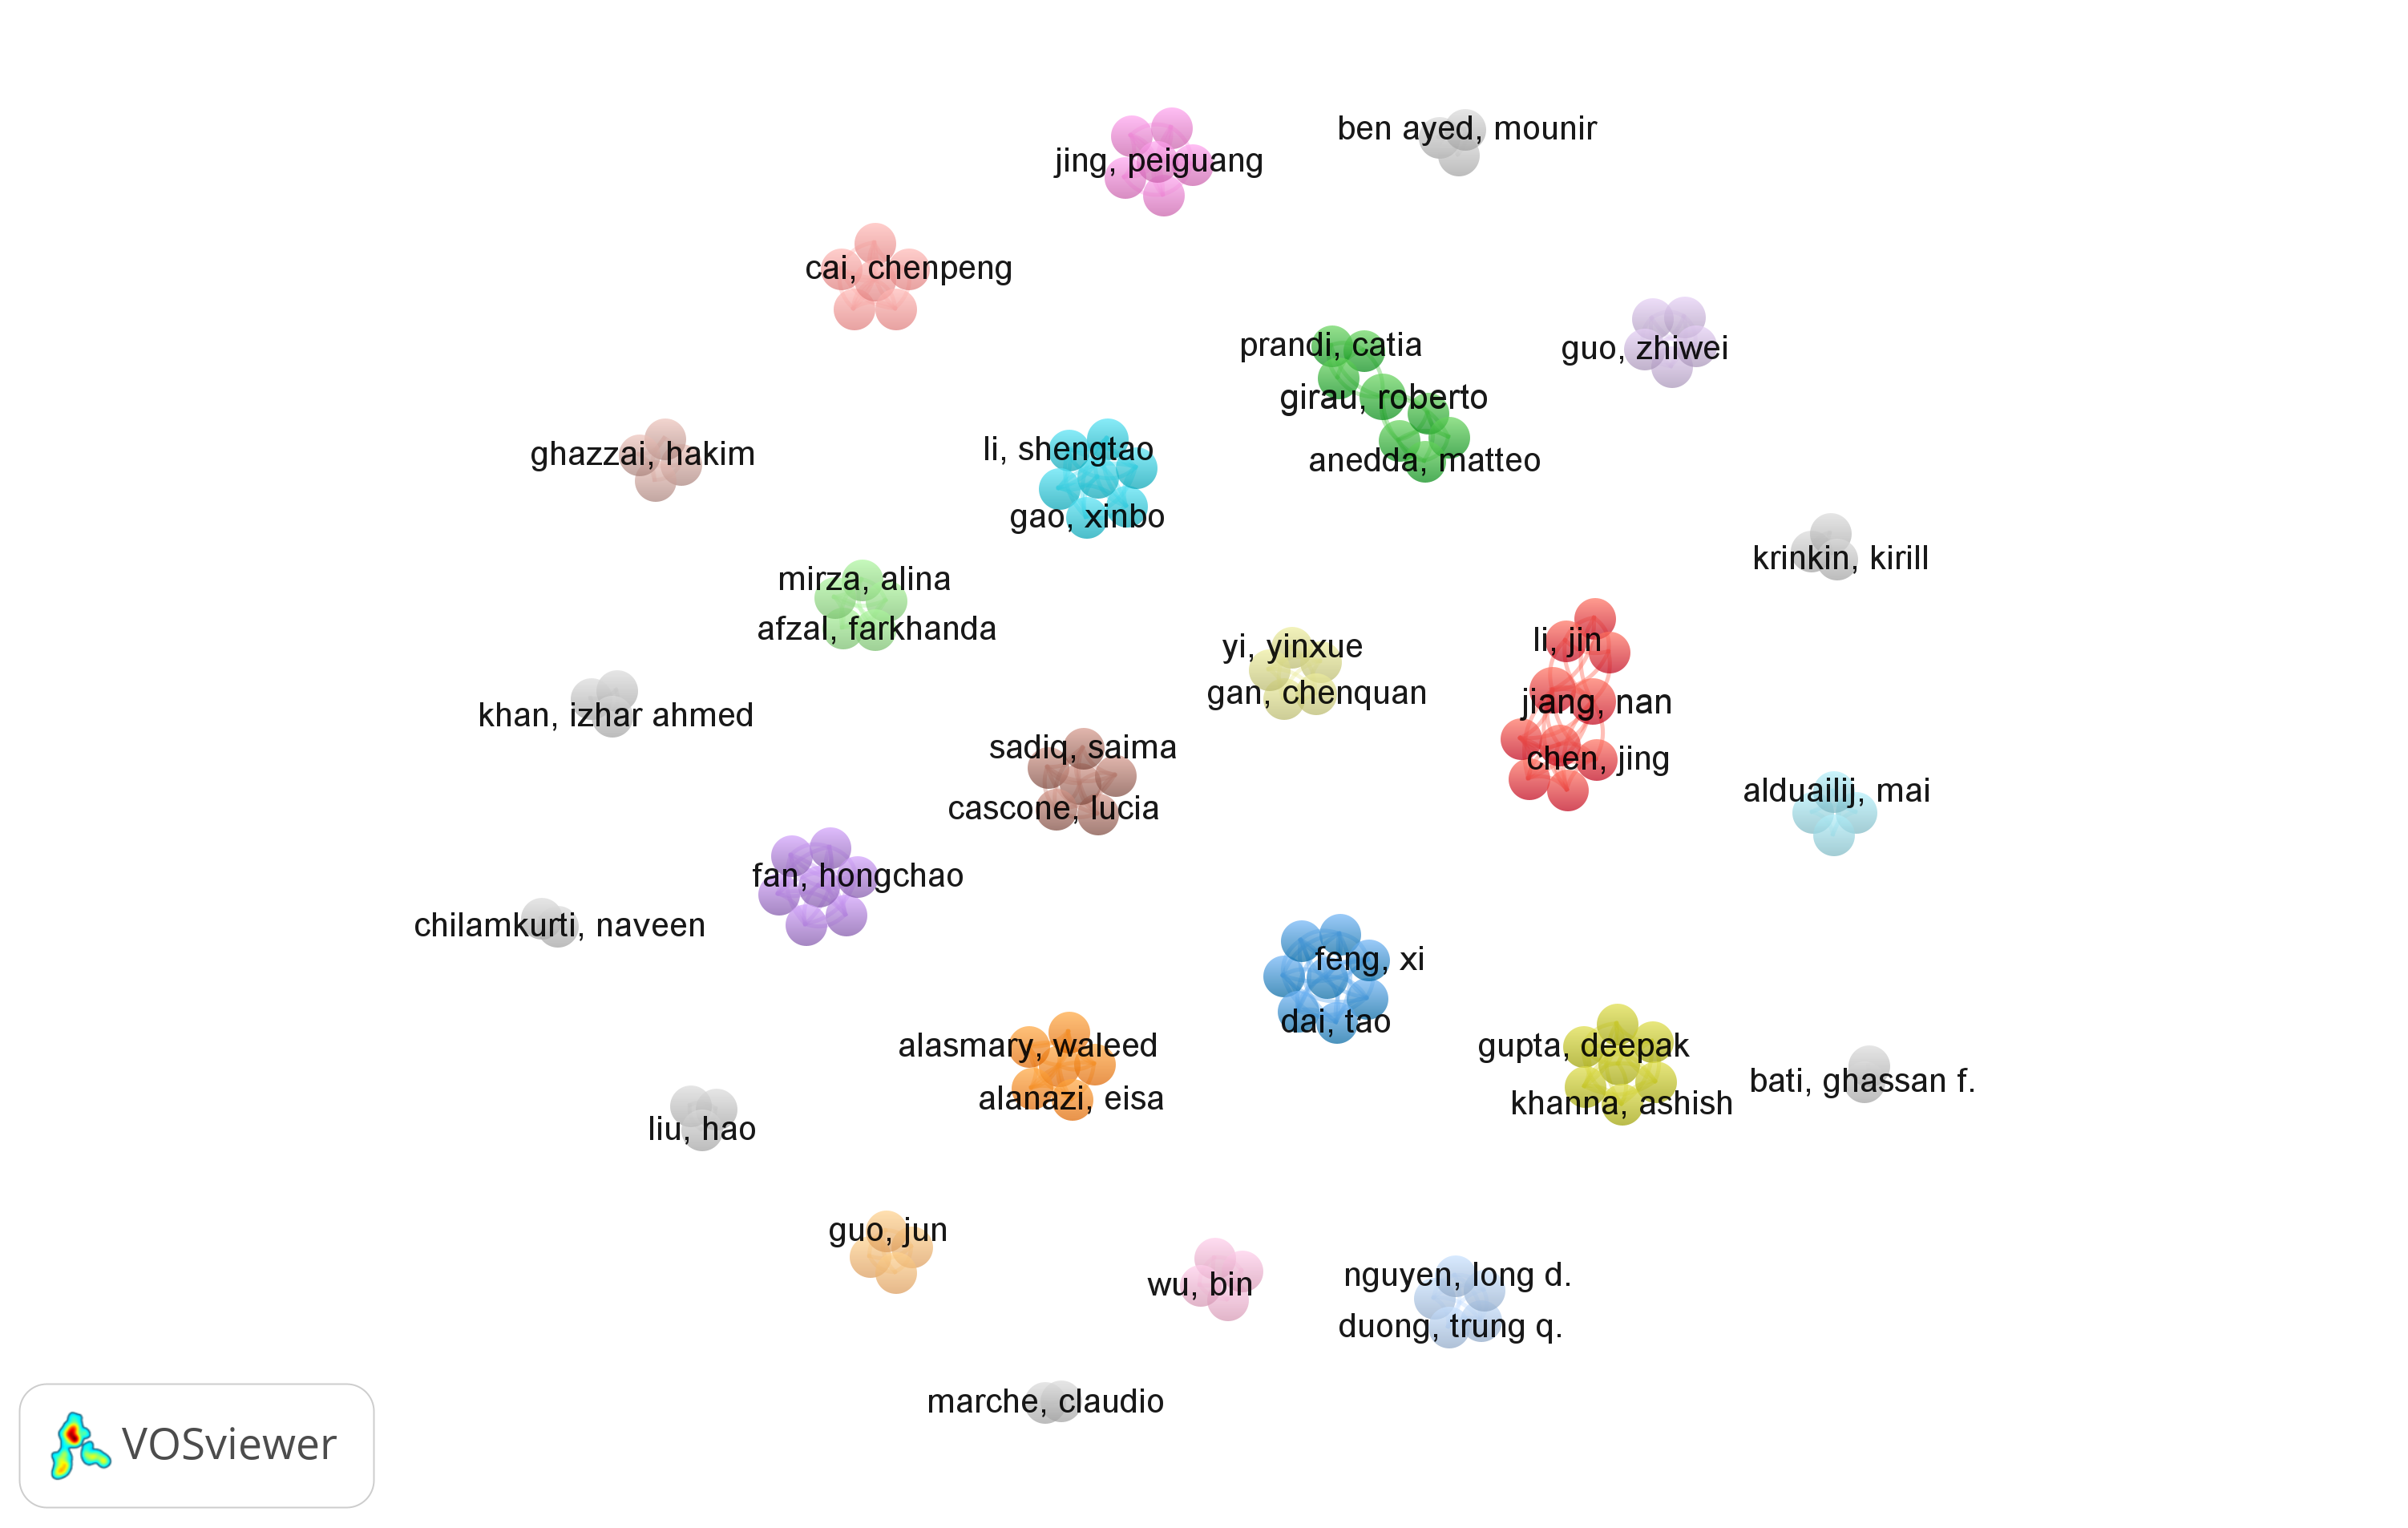 ben ayed, mounir
jing, peiguang
cai, chenpeng
prandi, catia
guo, zhiwei
girau, roberto
li, shengtao
ghazzai, hakim
anedda, matteo
gao, xinbo
krinkin, kirill
mirza, alina
afzal, farkhanda
li, jin
yi, yinxue
gan, chenquan
jiang, nan
khan, izhar ahmed
sadiq, saima
chen, jing
alduailij, mai
cascone, lucia
fan, hongchao
chilamkurti, naveen
feng, xi
dai, tao
alasmary, waleed
gupta, deepak
bati, ghassan f.
alanazi, eisa
khanna, ashish
liu, hao
guo, jun
nguyen, long d.
wu, bin
duong, trung q.
marche, claudio
VOSviewer